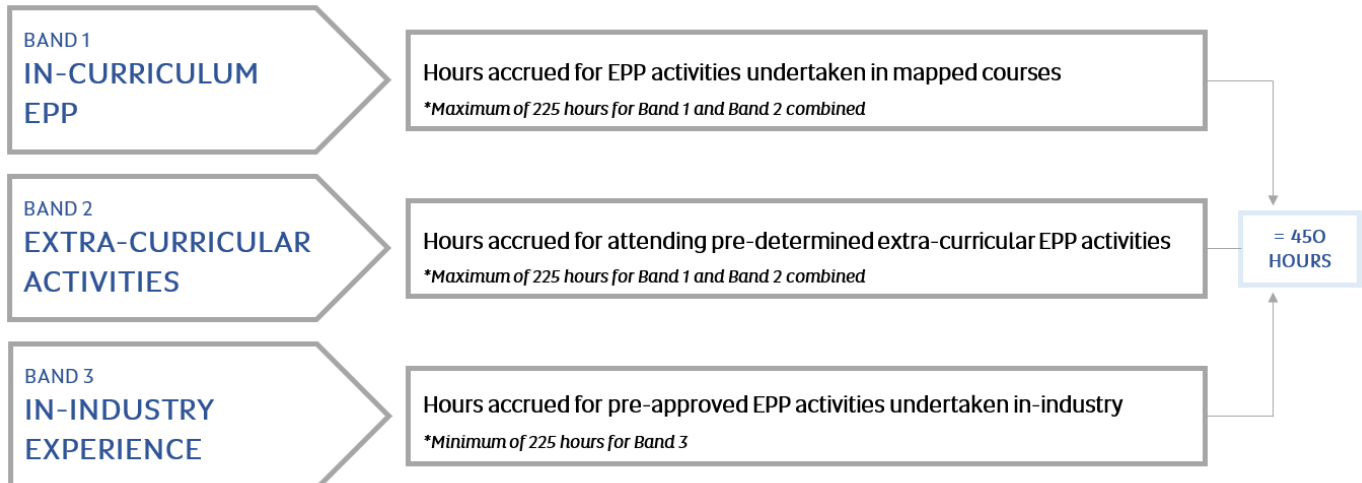 BAND 1
IN-CURRICULUM
EPP
Hours accrued for EPP activities undertaken in mapped courses
*Maximum of 225 hours for Band 1 and Band 2 combined
BAND 2
EXTRA-CURRICULAR
ACTIVITIES
Hours accrued for attending pre-determined extra-curricular EPP activities
*Maximum of 225 hours for Band 1 and Band 2 combined
= 450
HOURS
BAND 3
IN-INDUSTRY
EXPERIENCE
Hours accrued for pre-approved EPP activities undertaken in-industry
*Minimum of 225 hours for Band 3